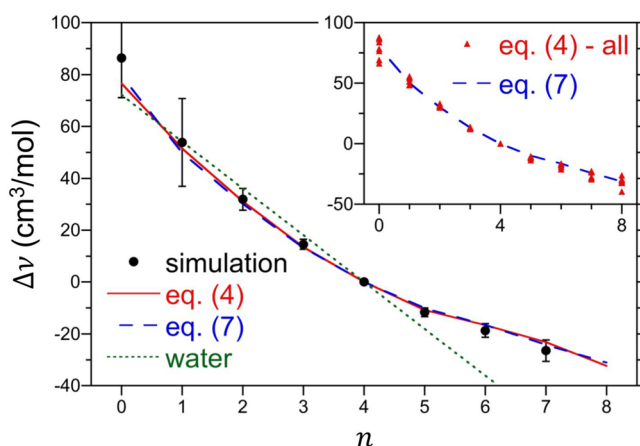 100
80
60
40
20
0
-20
-40
Δν (cm³/mol)
0 1 2 3 4 5 6 7 8
n
simulation
eq. (4)
eq. (7)
water
100
50
0
-50
0 2 4 6 8
eq. (4) - all
eq. (7)